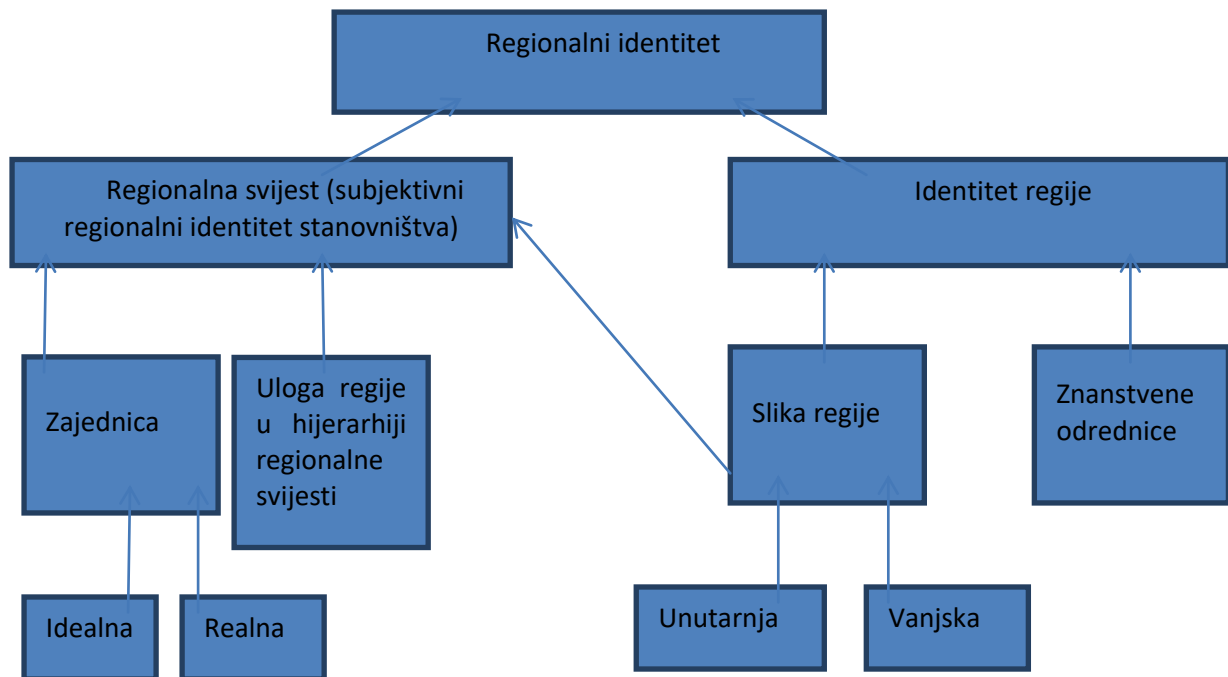 Regionalni identitet
Regionalna svijest (subjektivni
regionalni identitet stanovništva)
Identitet regije
Zajednica
Uloga regije
u hijerarhiji
regionalne
svijesti
Slika regije
Znanstvene
odrednice
Idealna
Realna
Unutarnja
Vanjska